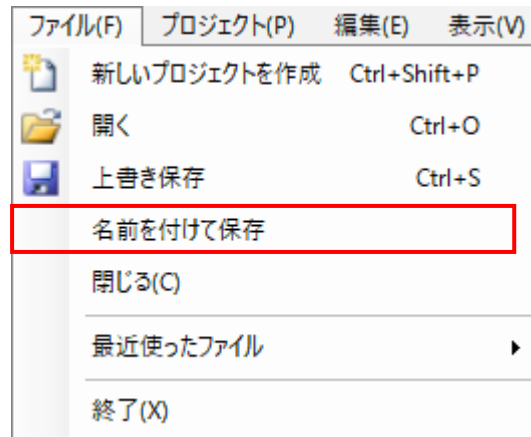 ファイル(F) プロジェクト(P) 編集(E) 表示(V)
新しいプロジェクトを作成 Ctrl+Shift+P
開く Ctrl+O
上書き保存 Ctrl+S
名前を付けて保存
閉じる(C)
最近使ったファイル
終了(X)